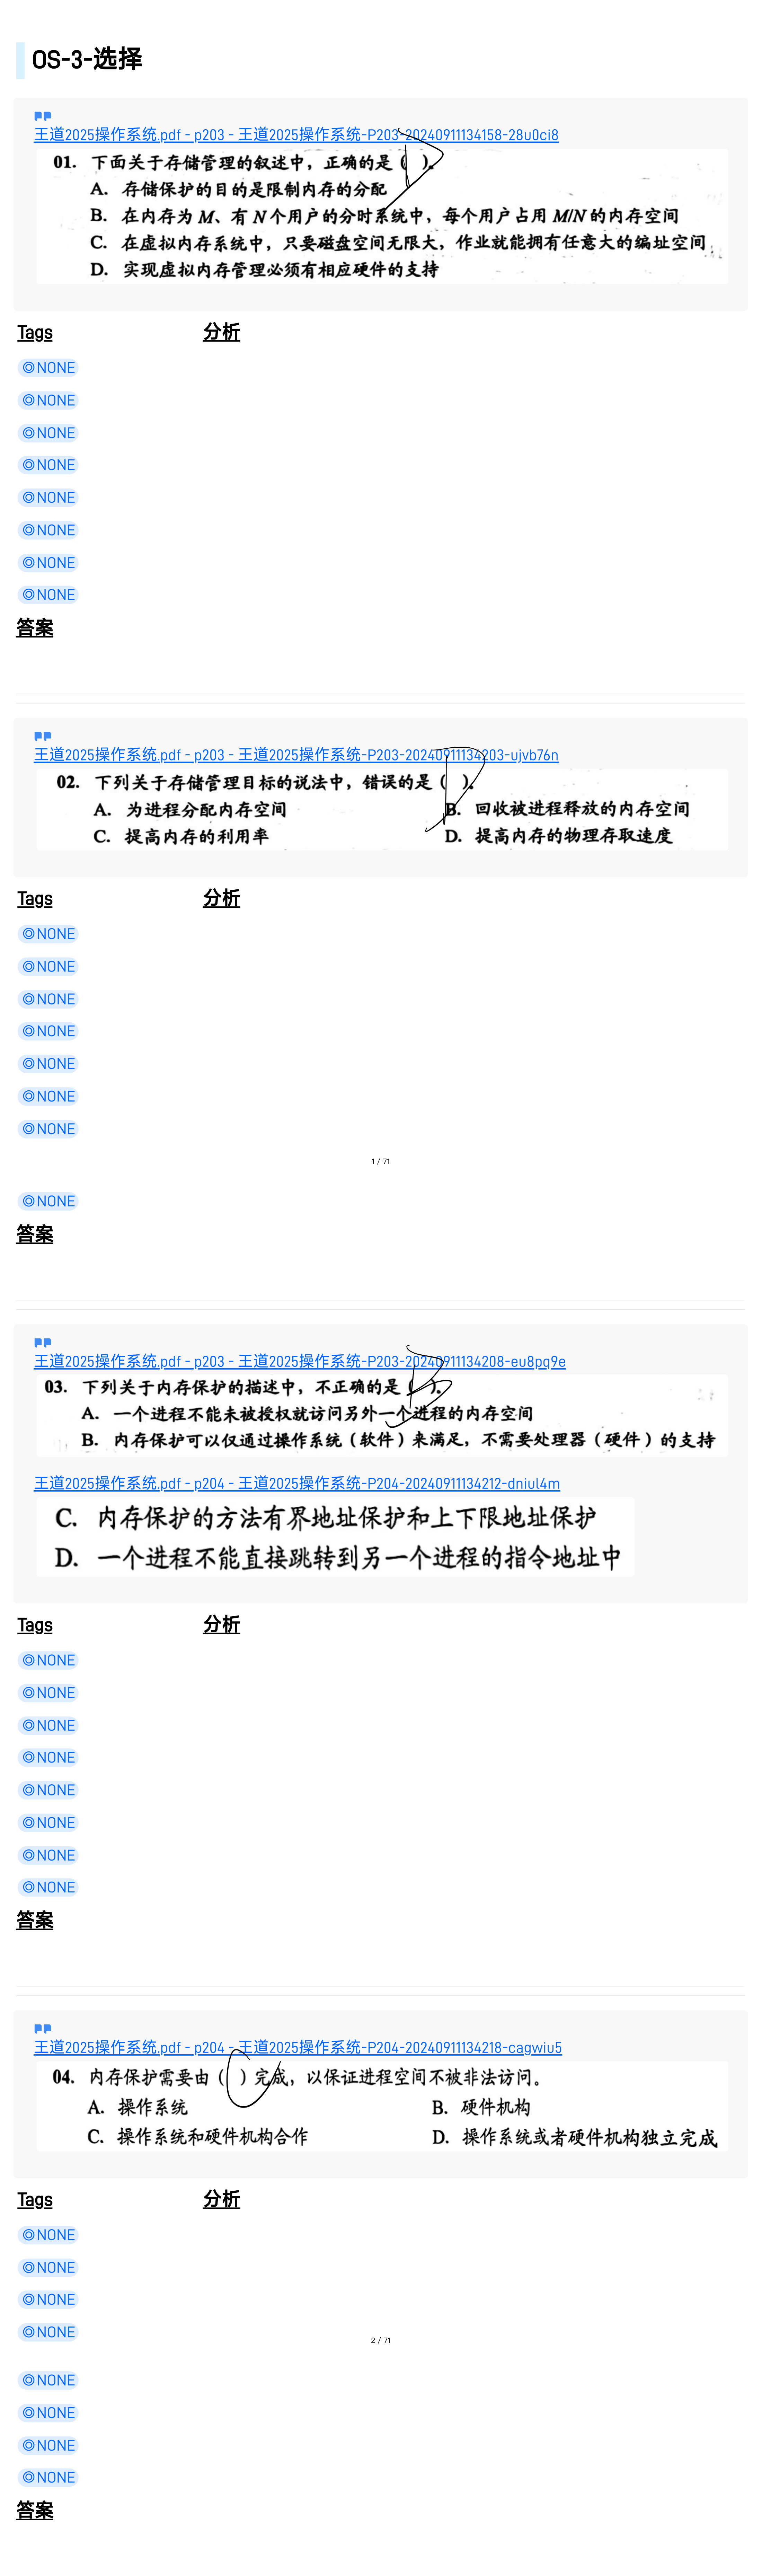 OS-3-选择
王道2025操作系统.pdf - p203 - 王道2025操作系统-P203-20240911134158-28u0ci8
01. 下面关于存储管理的叙述中，正确的是（ D ）。
A. 存储保护的目的是限制内存的分配
B. 在内存为 M、有 N 个用户的分时系统中，每个用户占用 M/N 的内存空间
C. 在虚拟内存系统中，只要磁盘空间无限大，作业就能拥有任意大的编址空间
D. 实现虚拟内存管理必须有相应硬件的支持
Tags 分析
◎NONE
◎NONE
◎NONE
◎NONE
◎NONE
◎NONE
◎NONE
◎NONE
答案
王道2025操作系统.pdf - p203 - 王道2025操作系统-P203-20240911134203-ujvb76n
02. 下列关于存储管理目标的说法中，错误的是（ D ）。
A. 为进程分配内存空间 B. 回收被进程释放的内存空间
C. 提高内存的利用率 D. 提高内存的物理存取速度
Tags 分析
◎NONE
◎NONE
◎NONE
◎NONE
◎NONE
◎NONE
◎NONE
1 / 71
◎NONE
答案
王道2025操作系统.pdf - p203 - 王道2025操作系统-P203-20240911134208-eu8pq9e
03. 下列关于内存保护的描述中，不正确的是（ B ）。
A. 一个进程不能未被授权就访问另外一个进程的内存空间
B. 内存保护可以仅通过操作系统（软件）来满足，不需要处理器（硬件）的支持
王道2025操作系统.pdf - p204 - 王道2025操作系统-P204-20240911134212-dniul4m
C. 内存保护的方法有界地址保护和上下限地址保护
D. 一个进程不能直接跳转到另一个进程的指令地址中
Tags 分析
◎NONE
◎NONE
◎NONE
◎NONE
◎NONE
◎NONE
◎NONE
◎NONE
答案
王道2025操作系统.pdf - p204 - 王道2025操作系统-P204-20240911134218-cagwiu5
04. 内存保护需要由（ C ）完成，以保证进程空间不被非法访问。
A. 操作系统 B. 硬件机构
C. 操作系统和硬件机构合作 D. 操作系统或者硬件机构独立完成
Tags 分析
◎NONE
◎NONE
◎NONE
◎NONE
2 / 71
◎NONE
◎NONE
◎NONE
◎NONE
答案